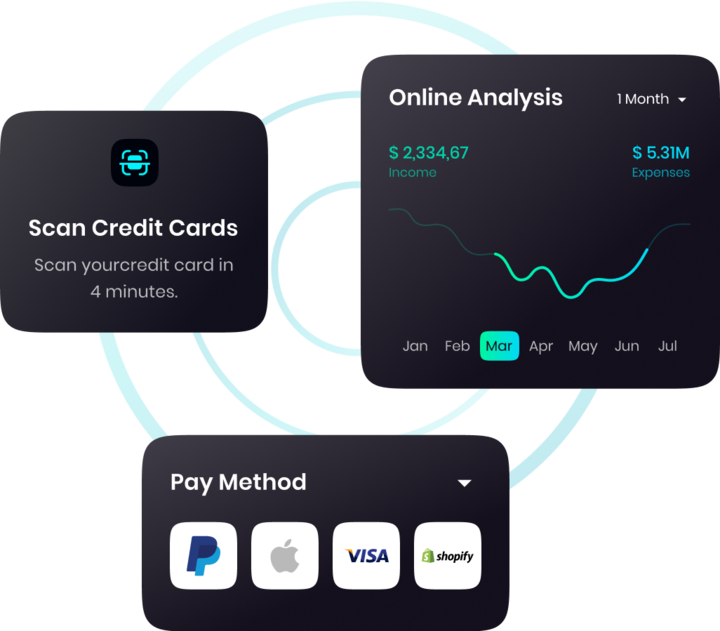 Online Analysis
1 Month
$ 2,334,67
$ 5.31M
Income
Expenses
Jan Feb Mar Apr May Jun Jul
Scan Credit Cards
Scan yourcredit card in
4 minutes.
Pay Method
VISA
shopify